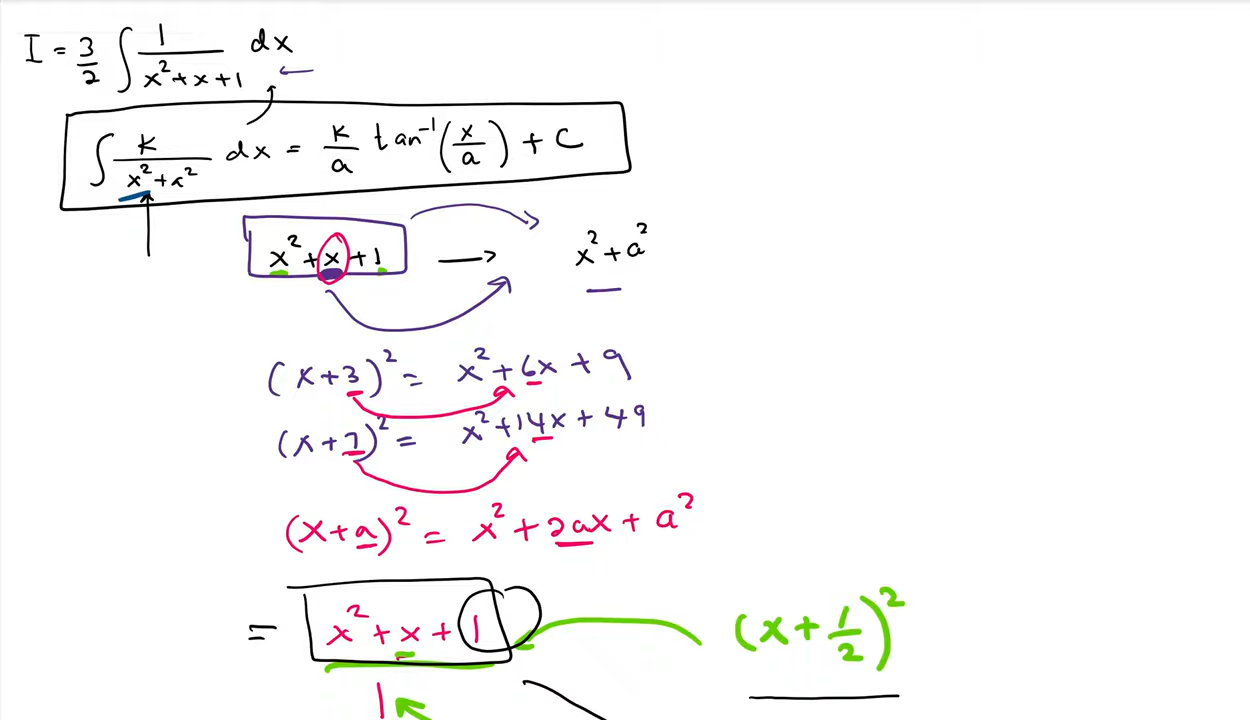 I = 3/2 ∫ 1/(x² + x + 1) dx
∫ K/(x² + a²) dx = K/a tan⁻¹(x/a) + C
x² + x + 1 → x² + a²
(x + 3)² = x² + 6x + 9
(x + 7)² = x² + 14x + 49
(x + a)² = x² + 2ax + a²
= x² + x + 1 (x + 1/2)²
1